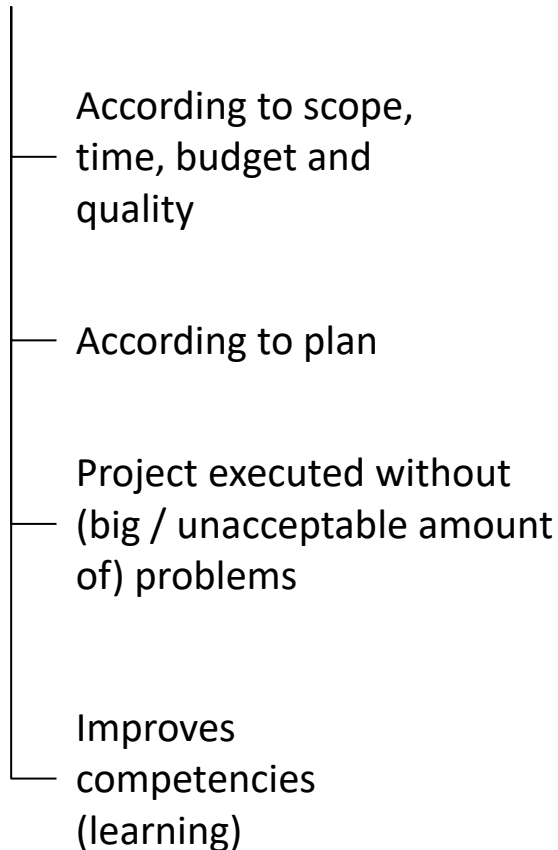 According to scope,
time, budget and
quality
According to plan
Project executed without
(big / unacceptable amount
of) problems
Improves
competencies
(learning)